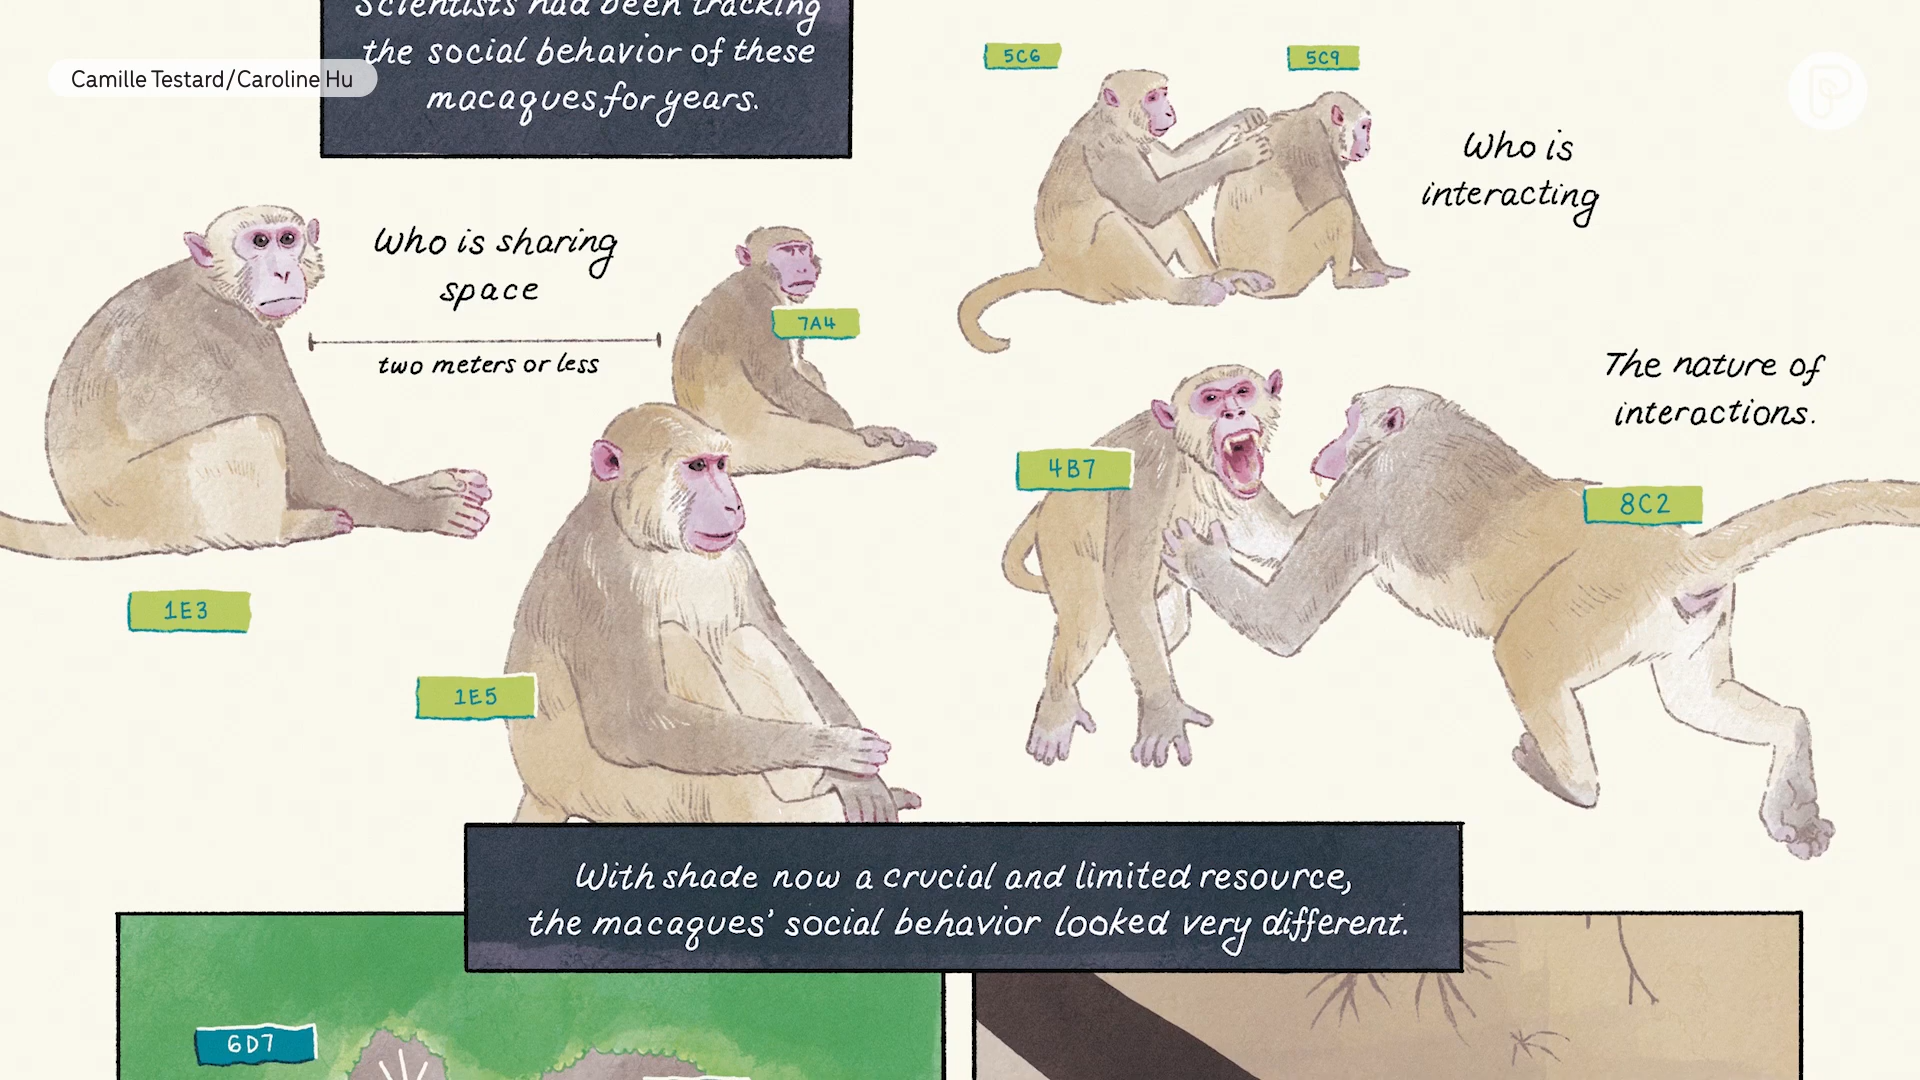 Scientists had been tracking
the social behavior of these
macaques for years.
Camille Testard/Caroline Hu
5C6
5C9
Who is
interacting
Who is sharing
space
two meters or less
7A4
The nature of
interactions.
4B7
8C2
1E3
1E5
With shade now a crucial and limited resource,
the macaques' social behavior looked very different.
6D7